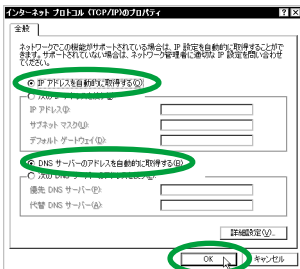 インターネット プロトコル (TCP/IP)のプロパティ
全般
ネットワークでこの機能がサポートされている場合は、IP 設定を自動的に取得することがで
きます。サポートされていない場合は、ネットワーク管理者に適切な IP 設定を問い合わせ
てください。
IP アドレスを自動的に取得する(O)
IP アドレス(I):
サブネット マスク(U):
デフォルト ゲートウェイ(D):
DNS サーバーのアドレスを自動的に取得する(B)
優先 DNS サーバー(P):
代替 DNS サーバー(A):
詳細設定(V)...
OK
キャンセル